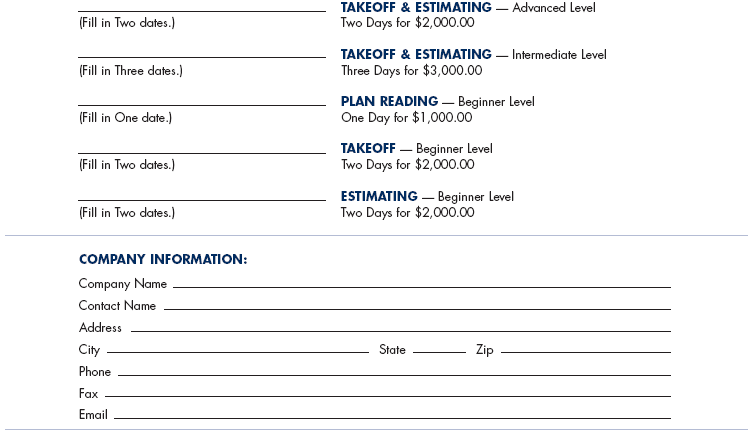 TAKEOFF & ESTIMATING — Advanced Level
(Fill in Two dates.) Two Days for $2,000.00
TAKEOFF & ESTIMATING — Intermediate Level
(Fill in Three dates.) Three Days for $3,000.00
PLAN READING — Beginner Level
(Fill in One date.) One Day for $1,000.00
TAKEOFF — Beginner Level
(Fill in Two dates.) Two Days for $2,000.00
ESTIMATING — Beginner Level
(Fill in Two dates.) Two Days for $2,000.00
COMPANY INFORMATION:
Company Name
Contact Name
Address
City State Zip
Phone
Fax
Email